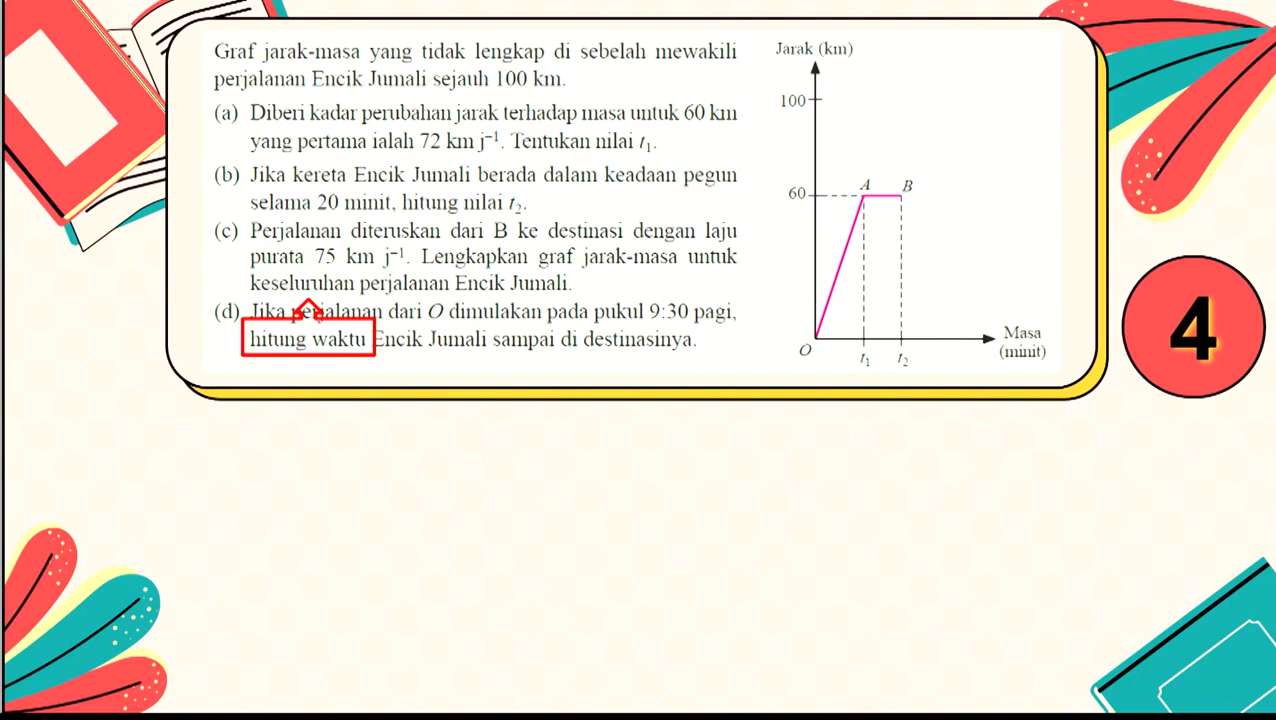 Graf jarak-masa yang tidak lengkap di sebelah mewakili
perjalanan Encik Jumali sejauh 100 km.
(a) Diberi kadar perubahan jarak terhadap masa untuk 60 km
yang pertama ialah 72 km j⁻¹. Tentukan nilai t₁.
(b) Jika kereta Encik Jumali berada dalam keadaan pegun
selama 20 minit, hitung nilai t₂.
(c) Perjalanan diteruskan dari B ke destinasi dengan laju
purata 75 km j⁻¹. Lengkapkan graf jarak-masa untuk
keseluruhan perjalanan Encik Jumali.
(d) Jika perjalanan dari O dimulakan pada pukul 9:30 pagi,
hitung waktu Encik Jumali sampai di destinasinya.
Jarak (km)
100
60
A B
O
t₁ t₂
Masa
(minit)
4